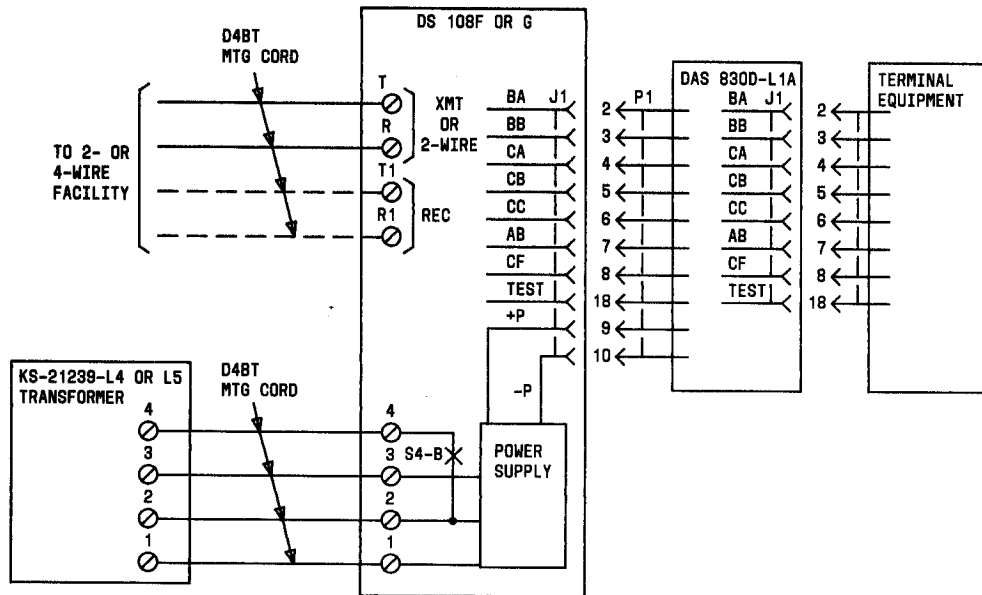 DS 108F OR G
D4BT
MTG CORD
TO 2- OR
4-WIRE
FACILITY
T
R
T1
R1
XMT
OR
2-WIRE
REC
BA J1
BB
CA
CB
CC
AB
CF
TEST
+P
-P
2 P1
3
4
5
6
7
8
18
9
10
DAS 830D-L1A
BA J1
BB
CA
CB
CC
AB
CF
TEST
2
3
4
5
6
7
8
18
TERMINAL
EQUIPMENT
KS-21239-L4 OR L5
TRANSFORMER
4
3
2
1
D4BT
MTG CORD
4
3 S4-B
2
1
POWER
SUPPLY